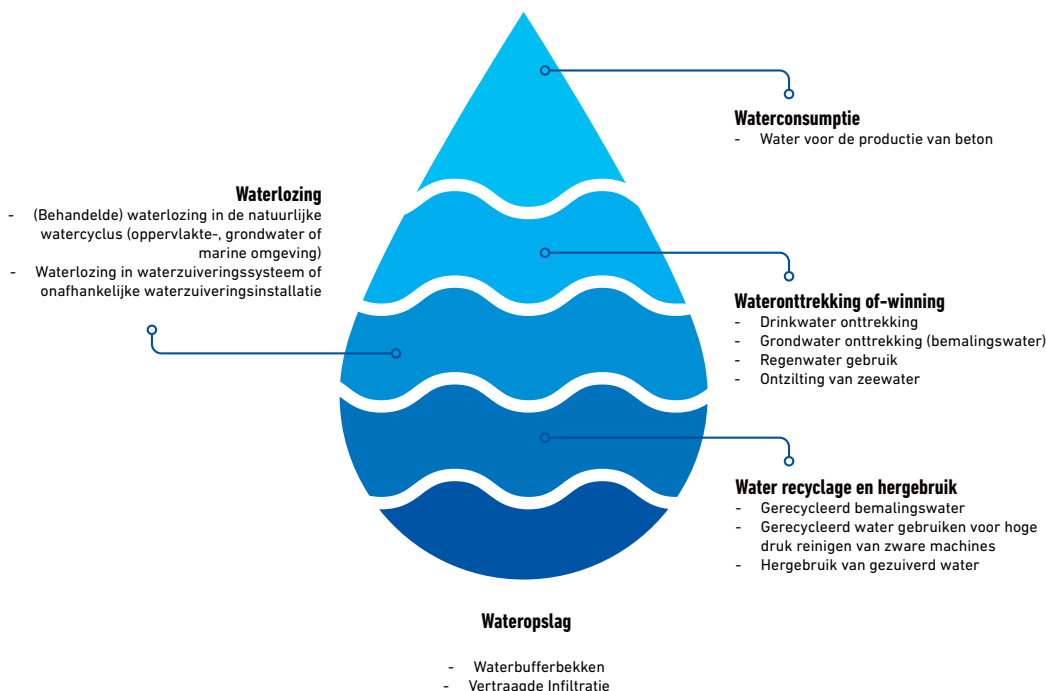 Waterconsumptie
- Water voor de productie van beton
Waterlozing
- (Behandelde) waterlozing in de natuurlijke
watercyclus (oppervlakte-, grondwater of
marine omgeving)
- Waterlozing in waterzuiveringssysteem of
onafhankelijke waterzuiveringsinstallatie
Wateronttrekking of-winning
- Drinkwater onttrekking
- Grondwater onttrekking (bemalingswater)
- Regenwater gebruik
- Ontzilting van zeewater
Water recyclage en hergebruik
- Gerecycleerd bemalingswater
- Gerecycleerd water gebruiken voor hoge
druk reinigen van zware machines
- Hergebruik van gezuiverd water
Wateropslag
- Waterbufferbekken
- Vertraagde Infiltratie